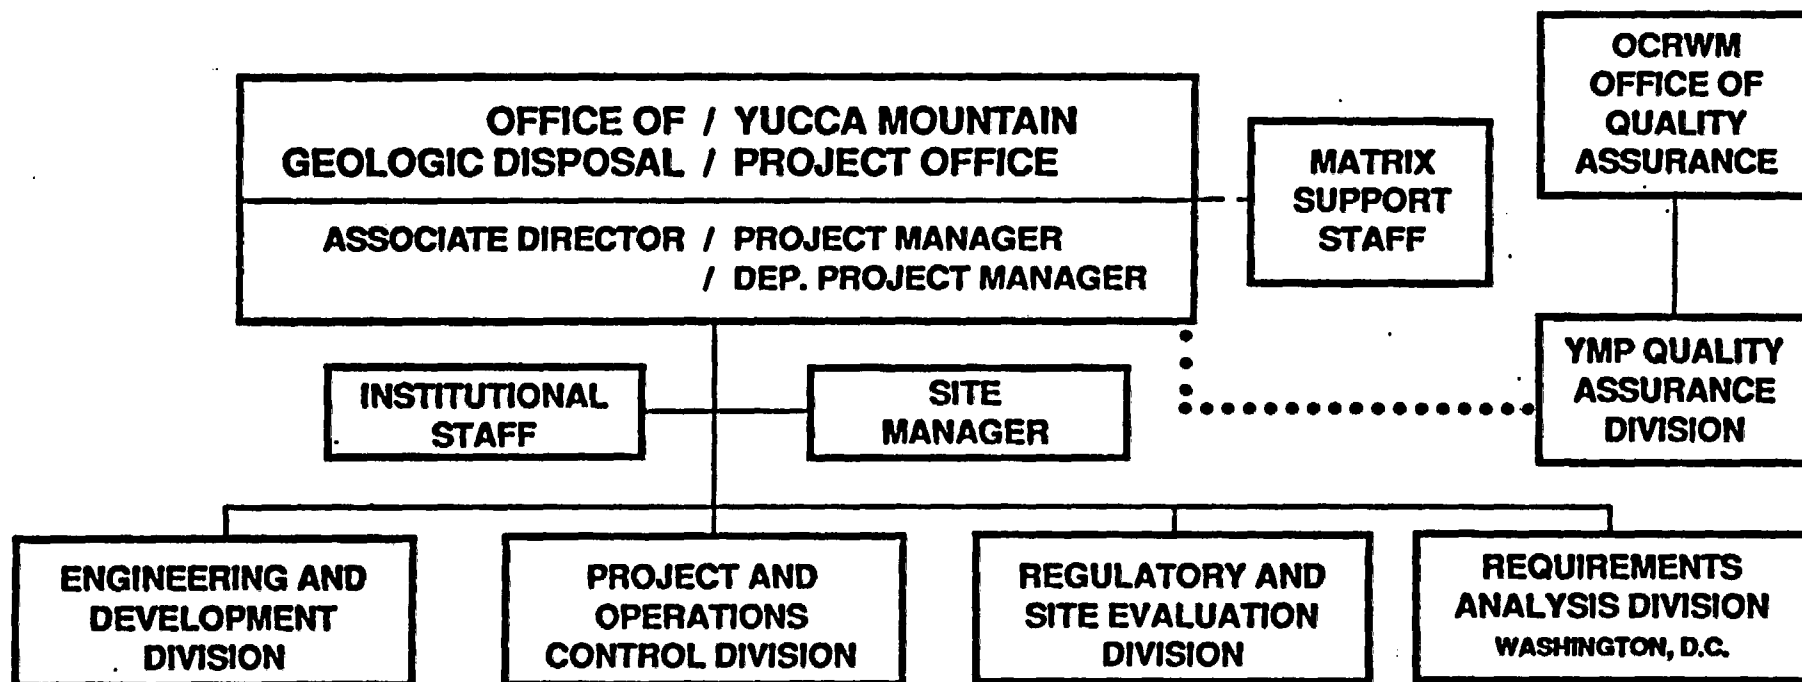 OFFICE OF / YUCCA MOUNTAIN
GEOLOGIC DISPOSAL / PROJECT OFFICE
ASSOCIATE DIRECTOR / PROJECT MANAGER
/ DEP. PROJECT MANAGER
MATRIX
SUPPORT
STAFF
OCRWM
OFFICE OF
QUALITY
ASSURANCE
YMP QUALITY
ASSURANCE
DIVISION
INSTITUTIONAL
STAFF
SITE
MANAGER
ENGINEERING AND
DEVELOPMENT
DIVISION
PROJECT AND
OPERATIONS
CONTROL DIVISION
REGULATORY AND
SITE EVALUATION
DIVISION
REQUIREMENTS
ANALYSIS DIVISION
WASHINGTON, D.C.